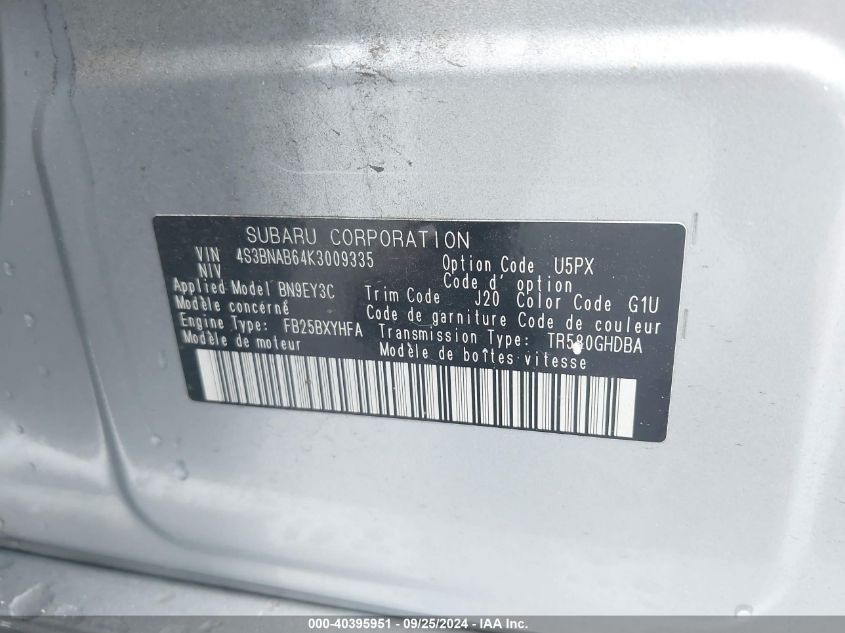 SUBARU CORPORATION
VIN 4S3BNAB64K3009335 Option Code U5PX
NIV Code d' option
Applied Model BN9EY3C Trim Code J20 Color Code G1U
Modèle concerné Code de garniture Code de couleur
Engine Type: FB25BXYHFA Transmission Type: TR580GHDBA
Modèle de moteur Modèle de boîtes vitesse
000-40395951 - 09/25/2024 - IAAI.COM